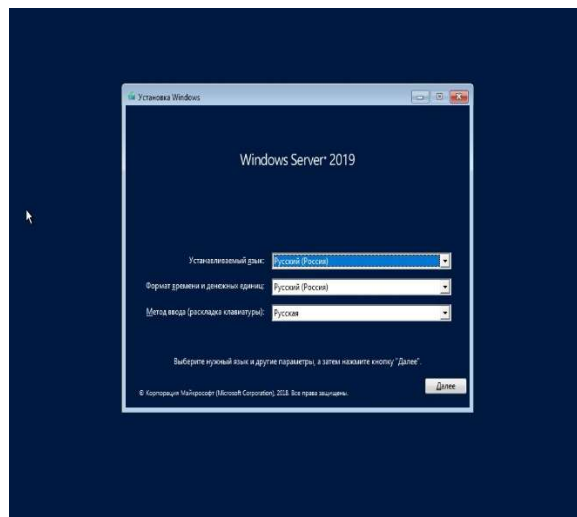 Установка Windows
Windows Server® 2019
Устанавливаемый язык: Русский (Россия)
Формат времени и денежных единиц: Русский (Россия)
Метод ввода (раскладка клавиатуры): Русская
Выберите нужный язык и другие параметры, а затем нажмите кнопку "Далее".
© Корпорация Майкрософт (Microsoft Corporation), 2018. Все права защищены.
Далее